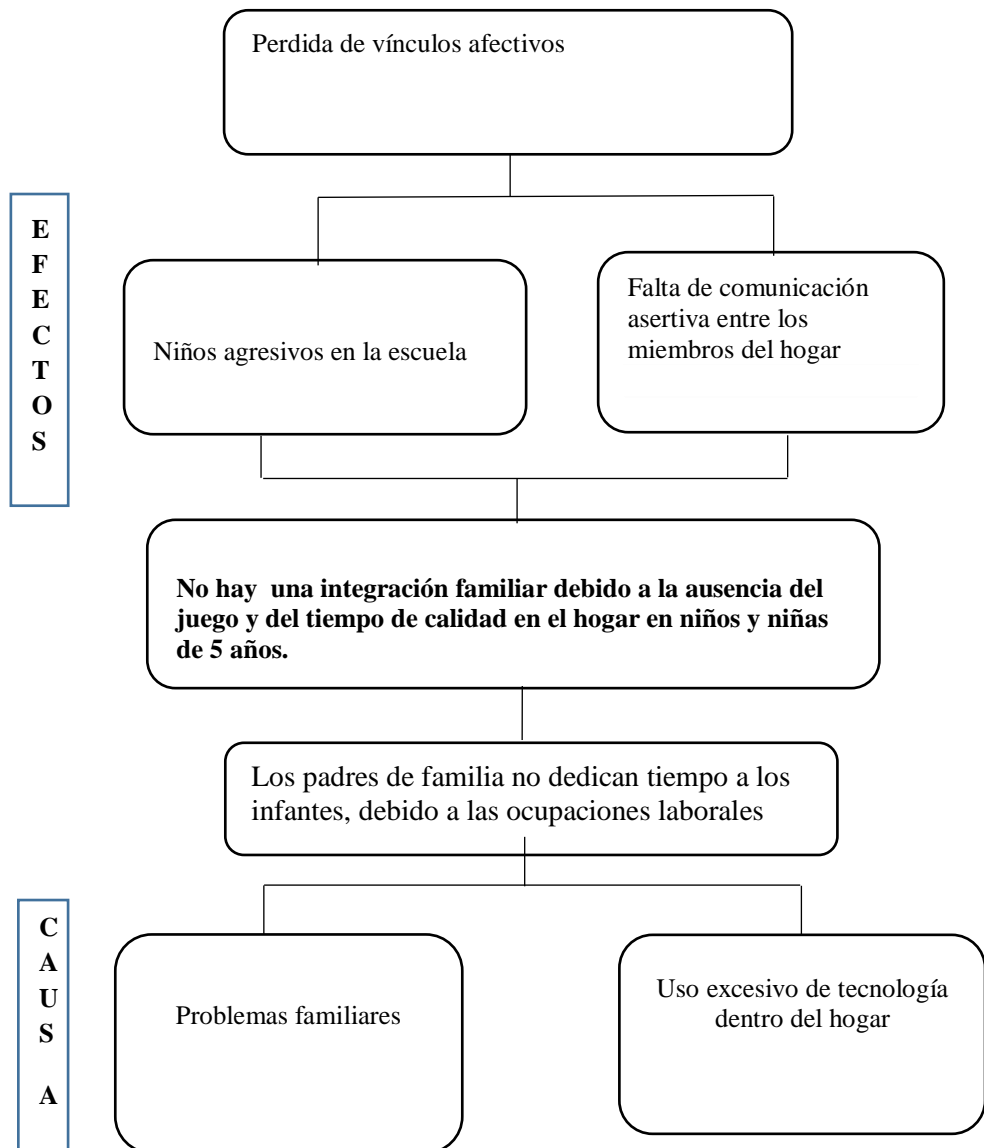 Perdida de vínculos afectivos
E
F
E
C
T
O
S
Niños agresivos en la escuela
Falta de comunicación
asertiva entre los
miembros del hogar
No hay una integración familiar debido a la ausencia del
juego y del tiempo de calidad en el hogar en niños y niñas
de 5 años.
Los padres de familia no dedican tiempo a los
infantes, debido a las ocupaciones laborales
C
A
U
S
A
Problemas familiares
Uso excesivo de tecnología
dentro del hogar